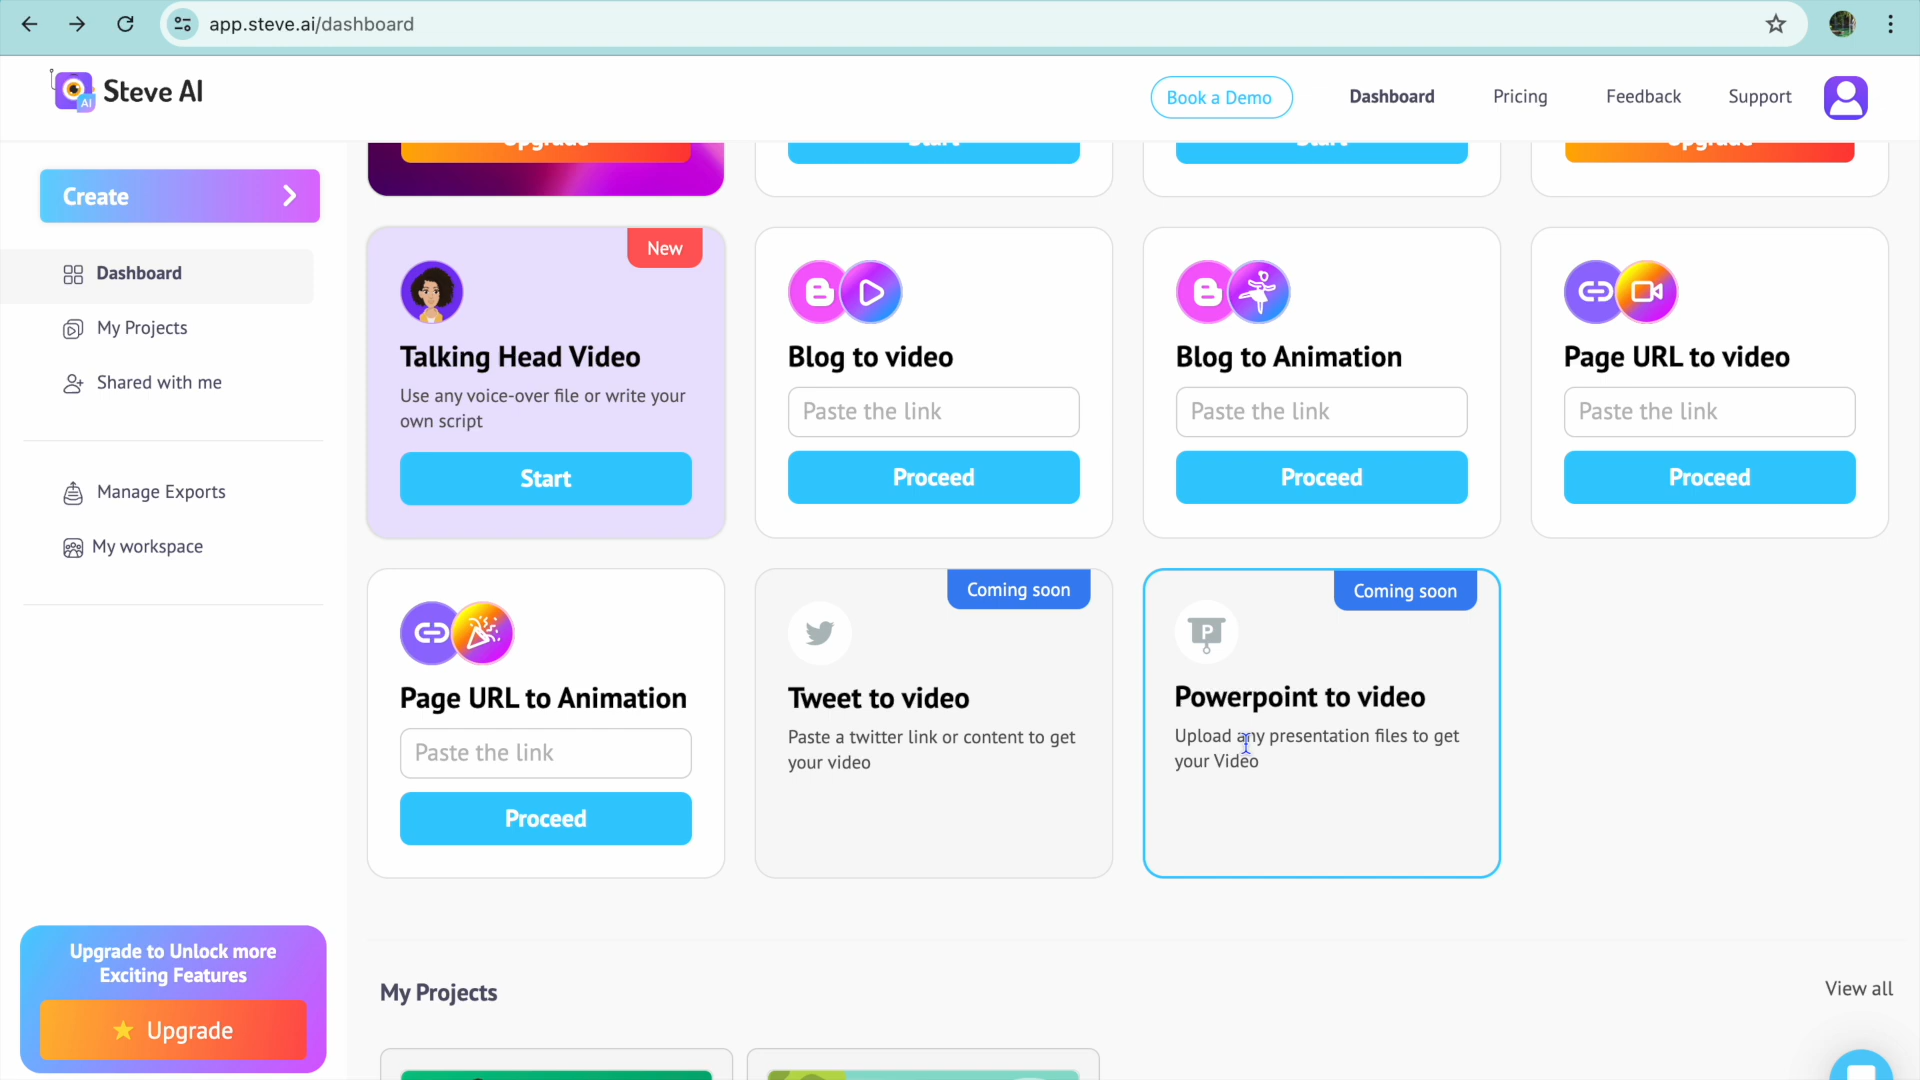 app.steve.ai/dashboard
AI
Steve AI
Book a Demo
Dashboard
Pricing
Feedback
Support
Create
Dashboard
My Projects
Shared with me
Manage Exports
My workspace
Upgrade to Unlock more
Exciting Features
Upgrade
Upgrade
Start
Start
Upgrade
New
Talking Head Video
Use any voice-over file or write your
own script
Start
Blog to video
Paste the link
Proceed
Blog to Animation
Paste the link
Proceed
Page URL to video
Paste the link
Proceed
Page URL to Animation
Paste the link
Proceed
Coming soon
Tweet to video
Paste a twitter link or content to get
your video
Coming soon
P
Powerpoint to video
Upload any presentation files to get
your Video
My Projects
View all